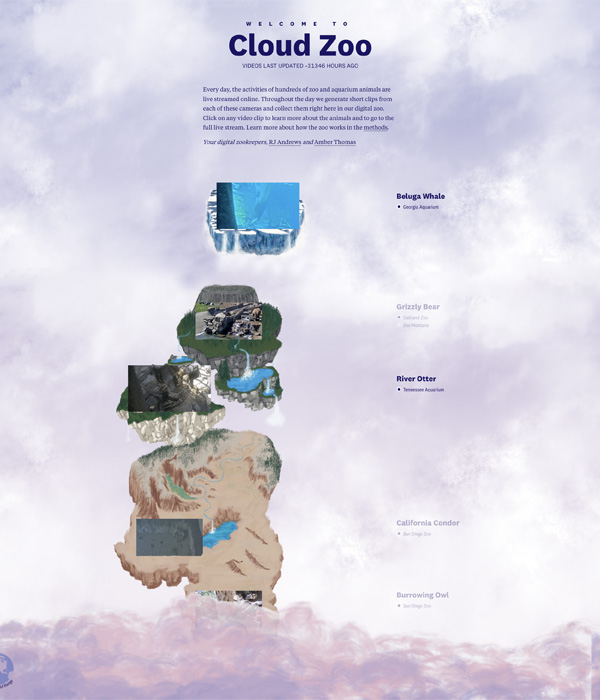 WELCOME TO
Cloud Zoo
VIDEOS LAST UPDATED ~31346 HOURS AGO
Every day, the activities of hundreds of zoo and aquarium animals are
live streamed online. Throughout the day we generate short clips from
each of these cameras and collect them right here in our digital zoo.
Click on any video clip to learn more about the animals and to go to the
full live stream. Learn more about how the zoo works in the methods.
Your digital zookeepers, RJ Andrews and Amber Thomas
Beluga Whale
Georgia Aquarium
Grizzly Bear
Oakland Zoo
Zoo Montana
River Otter
Tennessee Aquarium
California Condor
San Diego Zoo
Burrowing Owl
San Diego Zoo